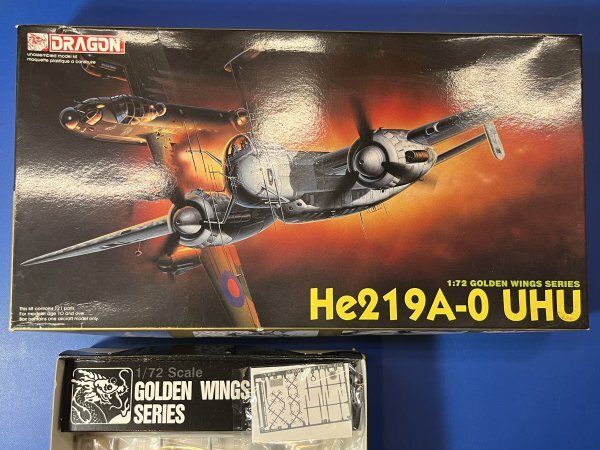 DRAGON
unassembled model kit
maquette plastique à construire
This kit contains 121 parts
For modeler age 10 and over
Box contains one aircraft model only
1:72 GOLDEN WINGS SERIES
He219A-0 UHU
1/72 Scale
GOLDEN WINGS
SERIES